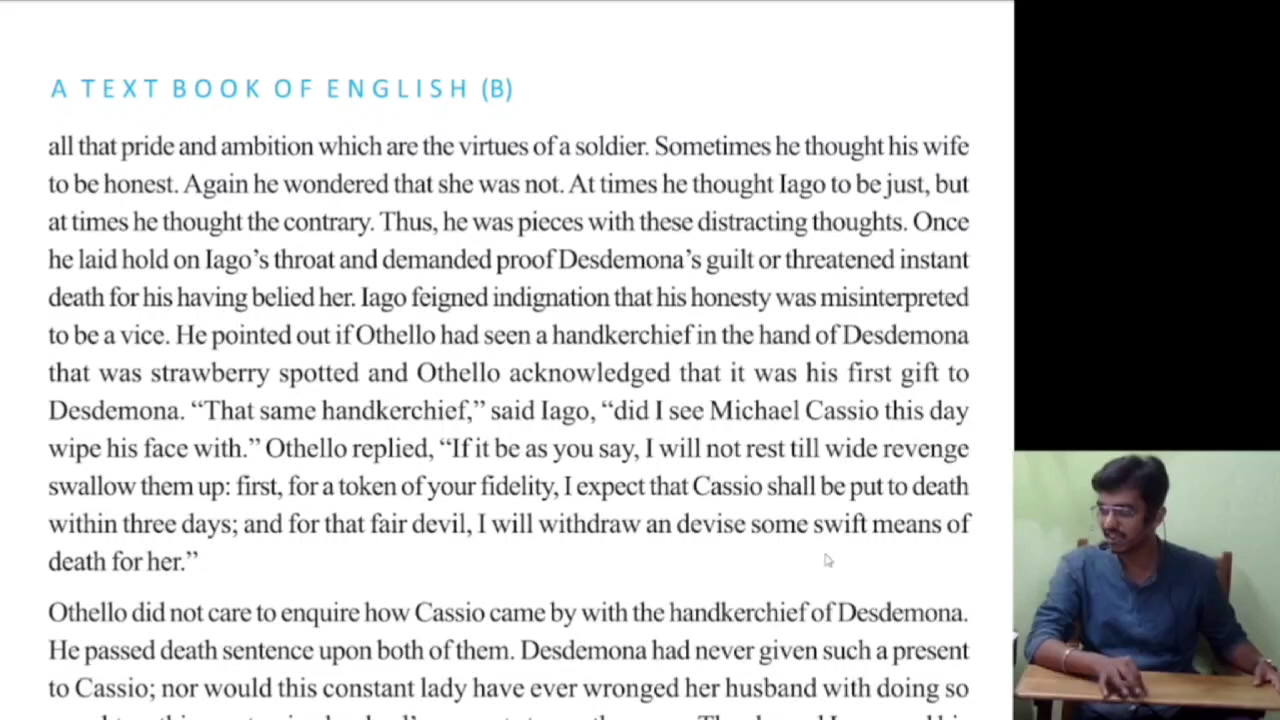 A TEXT BOOK OF ENGLISH (B)
all that pride and ambition which are the virtues of a soldier. Sometimes he thought his wife
to be honest. Again he wondered that she was not. At times he thought Iago to be just, but
at times he thought the contrary. Thus, he was pieces with these distracting thoughts. Once
he laid hold on Iago’s throat and demanded proof Desdemona’s guilt or threatened instant
death for his having belied her. Iago feigned indignation that his honesty was misinterpreted
to be a vice. He pointed out if Othello had seen a handkerchief in the hand of Desdemona
that was strawberry spotted and Othello acknowledged that it was his first gift to
Desdemona. “That same handkerchief,” said Iago, “did I see Michael Cassio this day
wipe his face with.” Othello replied, “If it be as you say, I will not rest till wide revenge
swallow them up: first, for a token of your fidelity, I expect that Cassio shall be put to death
within three days; and for that fair devil, I will withdraw an devise some swift means of
death for her.”
Othello did not care to enquire how Cassio came by with the handkerchief of Desdemona.
He passed death sentence upon both of them. Desdemona had never given such a present
to Cassio; nor would this constant lady have ever wronged her husband with doing so